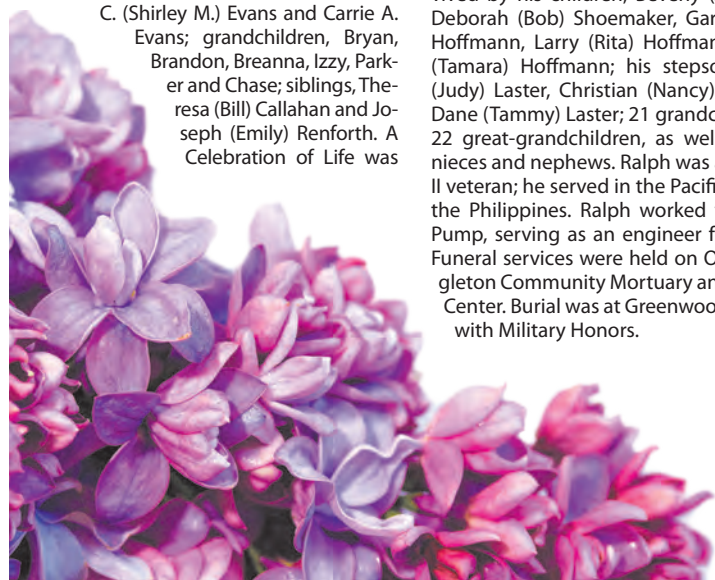 C. (Shirley M.) Evans and Carrie A.
Evans; grandchildren, Bryan,
Brandon, Breanna, Izzy, Park-
er and Chase; siblings, The-
resa (Bill) Callahan and Jo-
seph (Emily) Renforth. A
Celebration of Life was
Deborah (Bob) Shoemaker, Gar
Hoffmann, Larry (Rita) Hoffmar
(Tamara) Hoffmann; his stepsc
(Judy) Laster, Christian (Nancy)
Dane (Tammy) Laster; 21 grandc
22 great-grandchildren, as wel
nieces and nephews. Ralph was
II veteran; he served in the Pacifi
the Philippines. Ralph worked
Pump, serving as an engineer f
Funeral services were held on O
gleton Community Mortuary an
Center. Burial was at Greenwoo
with Military Honors.